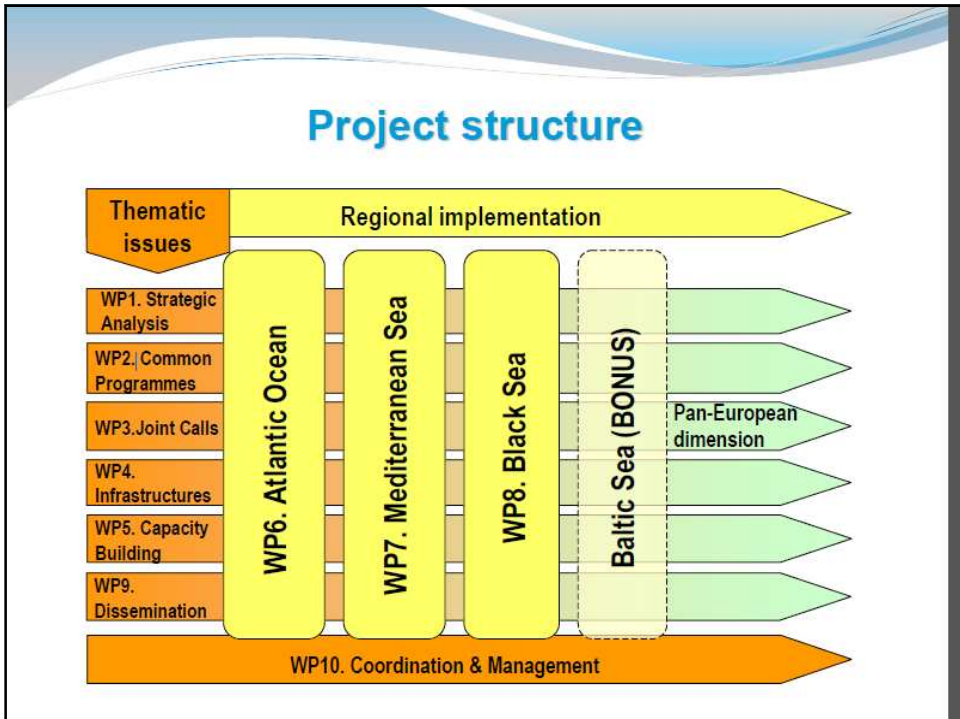 Project structure
Thematic
issues
Regional implementation
WP1. Strategic
Analysis
WP2. Common
Programmes
WP3.Joint Calls
WP4.
Infrastructures
WP5. Capacity
Building
WP9.
Dissemination
WP6. Atlantic Ocean
WP7. Mediterranean Sea
WP8. Black Sea
Baltic Sea (BONUS)
Pan-European
dimension
WP10. Coordination & Management